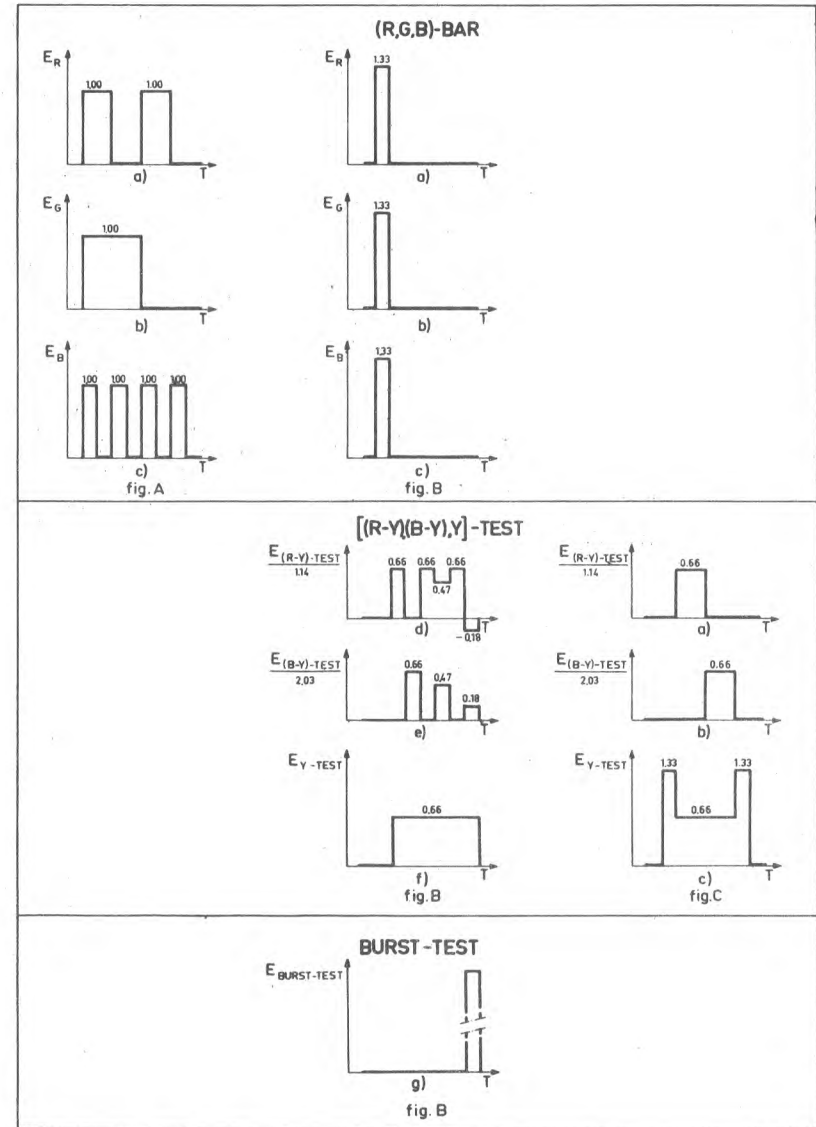 (R,G,B)-BAR
E_R 1.00 1.00 T
a)
E_R 1.33 T
a)
E_G 1.00 T
b)
E_G 1.33 T
b)
E_B 1.00 1.00 1.00 1.00 T
c)
fig. A
E_B 1.33 T
c)
fig. B
[(R-Y),(B-Y),Y]-TEST
E_(R-Y)-TEST
1.14
0.66 0.66 0.66
0.47
-0.18
T
d)
E_(R-Y)-TEST
1.14
0.66
T
a)
E_(B-Y)-TEST
2.03
0.66 0.47 0.18
T
e)
E_(B-Y)-TEST
2.03
0.66
T
b)
E_Y-TEST
0.66
T
f)
fig.B
E_Y-TEST
1.33 1.33
0.66
T
c)
fig.C
BURST-TEST
E_BURST-TEST
T
g)
fig. B